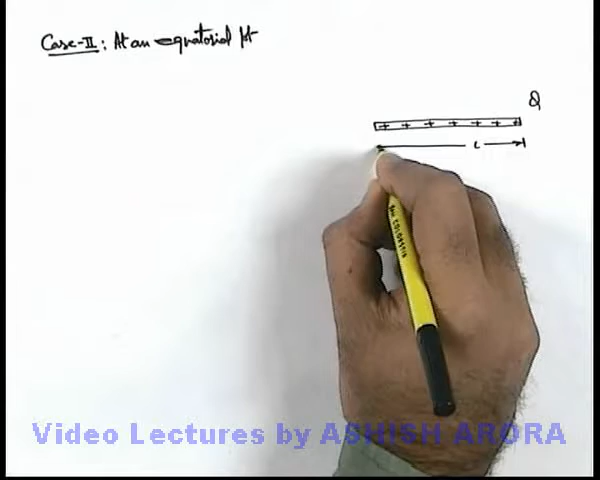 Case-II: At an equatorial pt
Q
+ + + + + + +
L
Video Lectures by ASHISH ARORA